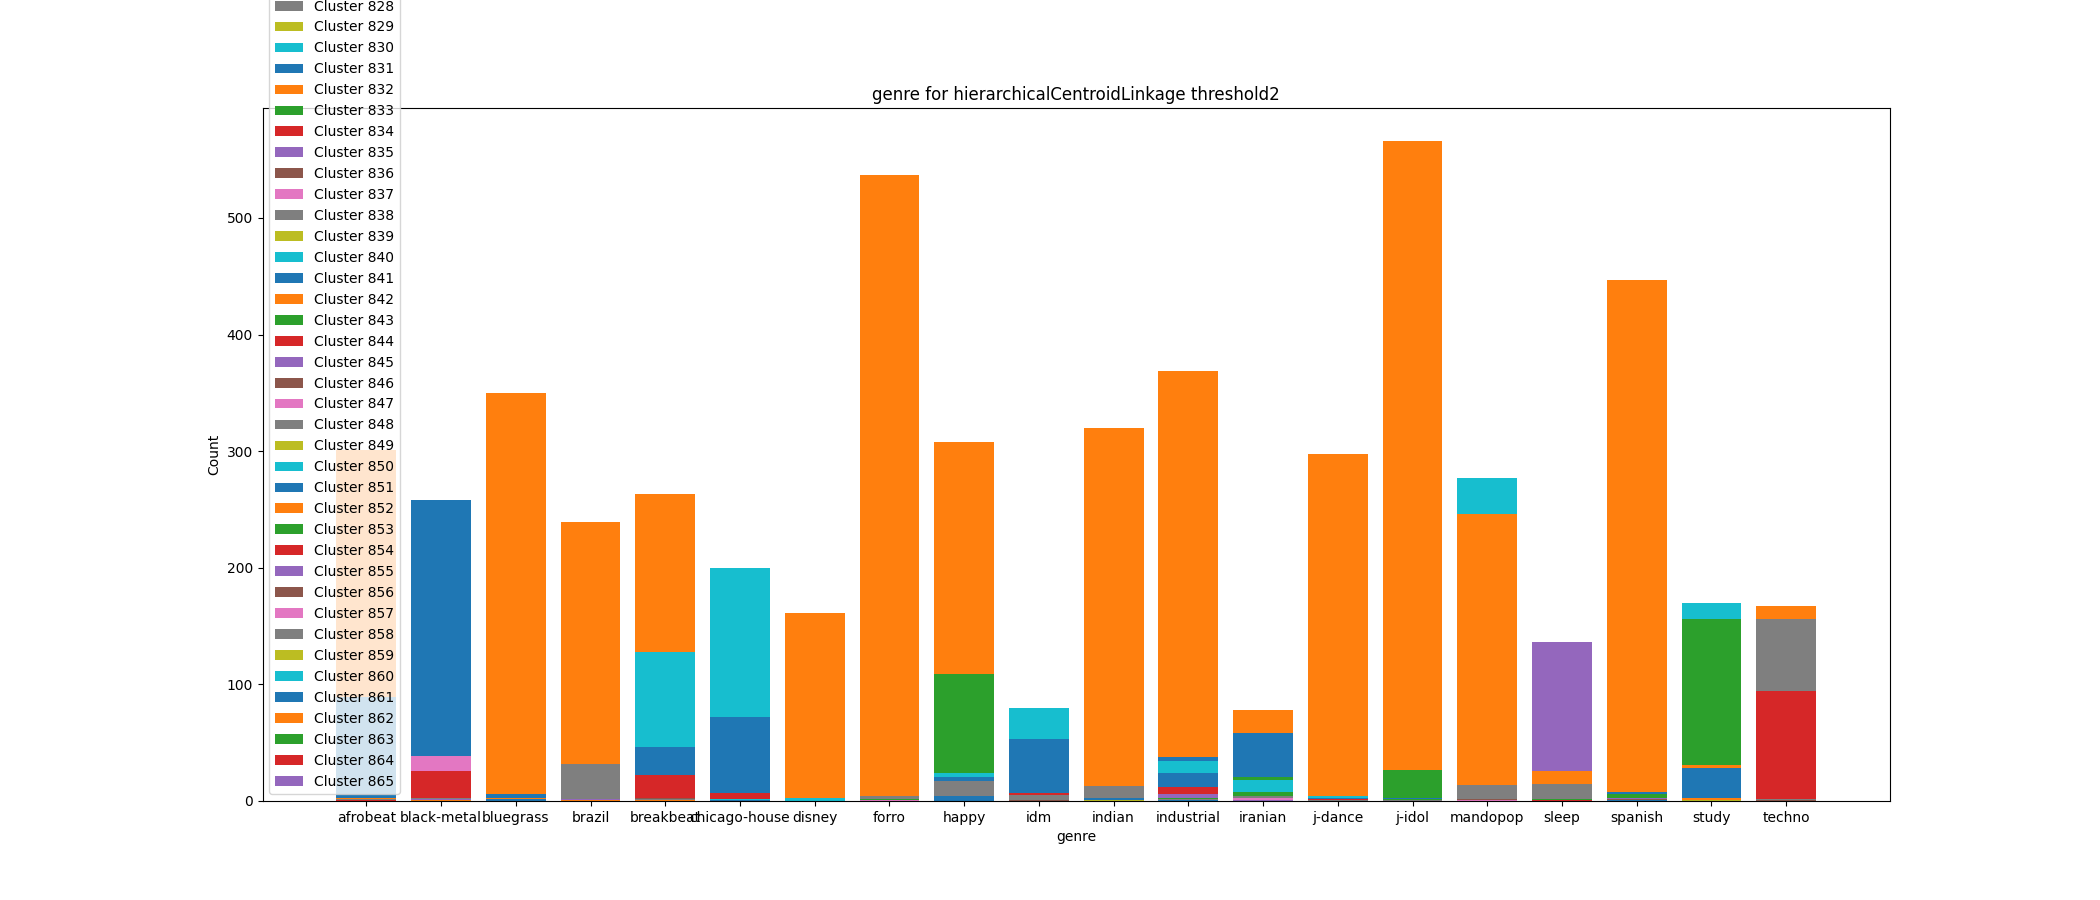 Cluster 828
Cluster 829
Cluster 830
Cluster 831
Cluster 832
Cluster 833
Cluster 834
Cluster 835
Cluster 836
Cluster 837
Cluster 838
Cluster 839
Cluster 840
Cluster 841
Cluster 842
Cluster 843
Cluster 844
Cluster 845
Cluster 846
Cluster 847
Cluster 848
Cluster 849
Cluster 850
Cluster 851
Cluster 852
Cluster 853
Cluster 854
Cluster 855
Cluster 856
Cluster 857
Cluster 858
Cluster 859
Cluster 860
Cluster 861
Cluster 862
Cluster 863
Cluster 864
Cluster 865
genre for hierarchicalCentroidLinkage threshold2
Count
500
400
300
200
100
0
afrobeat black-metal bluegrass brazil breakbeat chicago-house disney forro happy idm indian industrial iranian j-dance j-idol mandopop sleep spanish study techno
genre